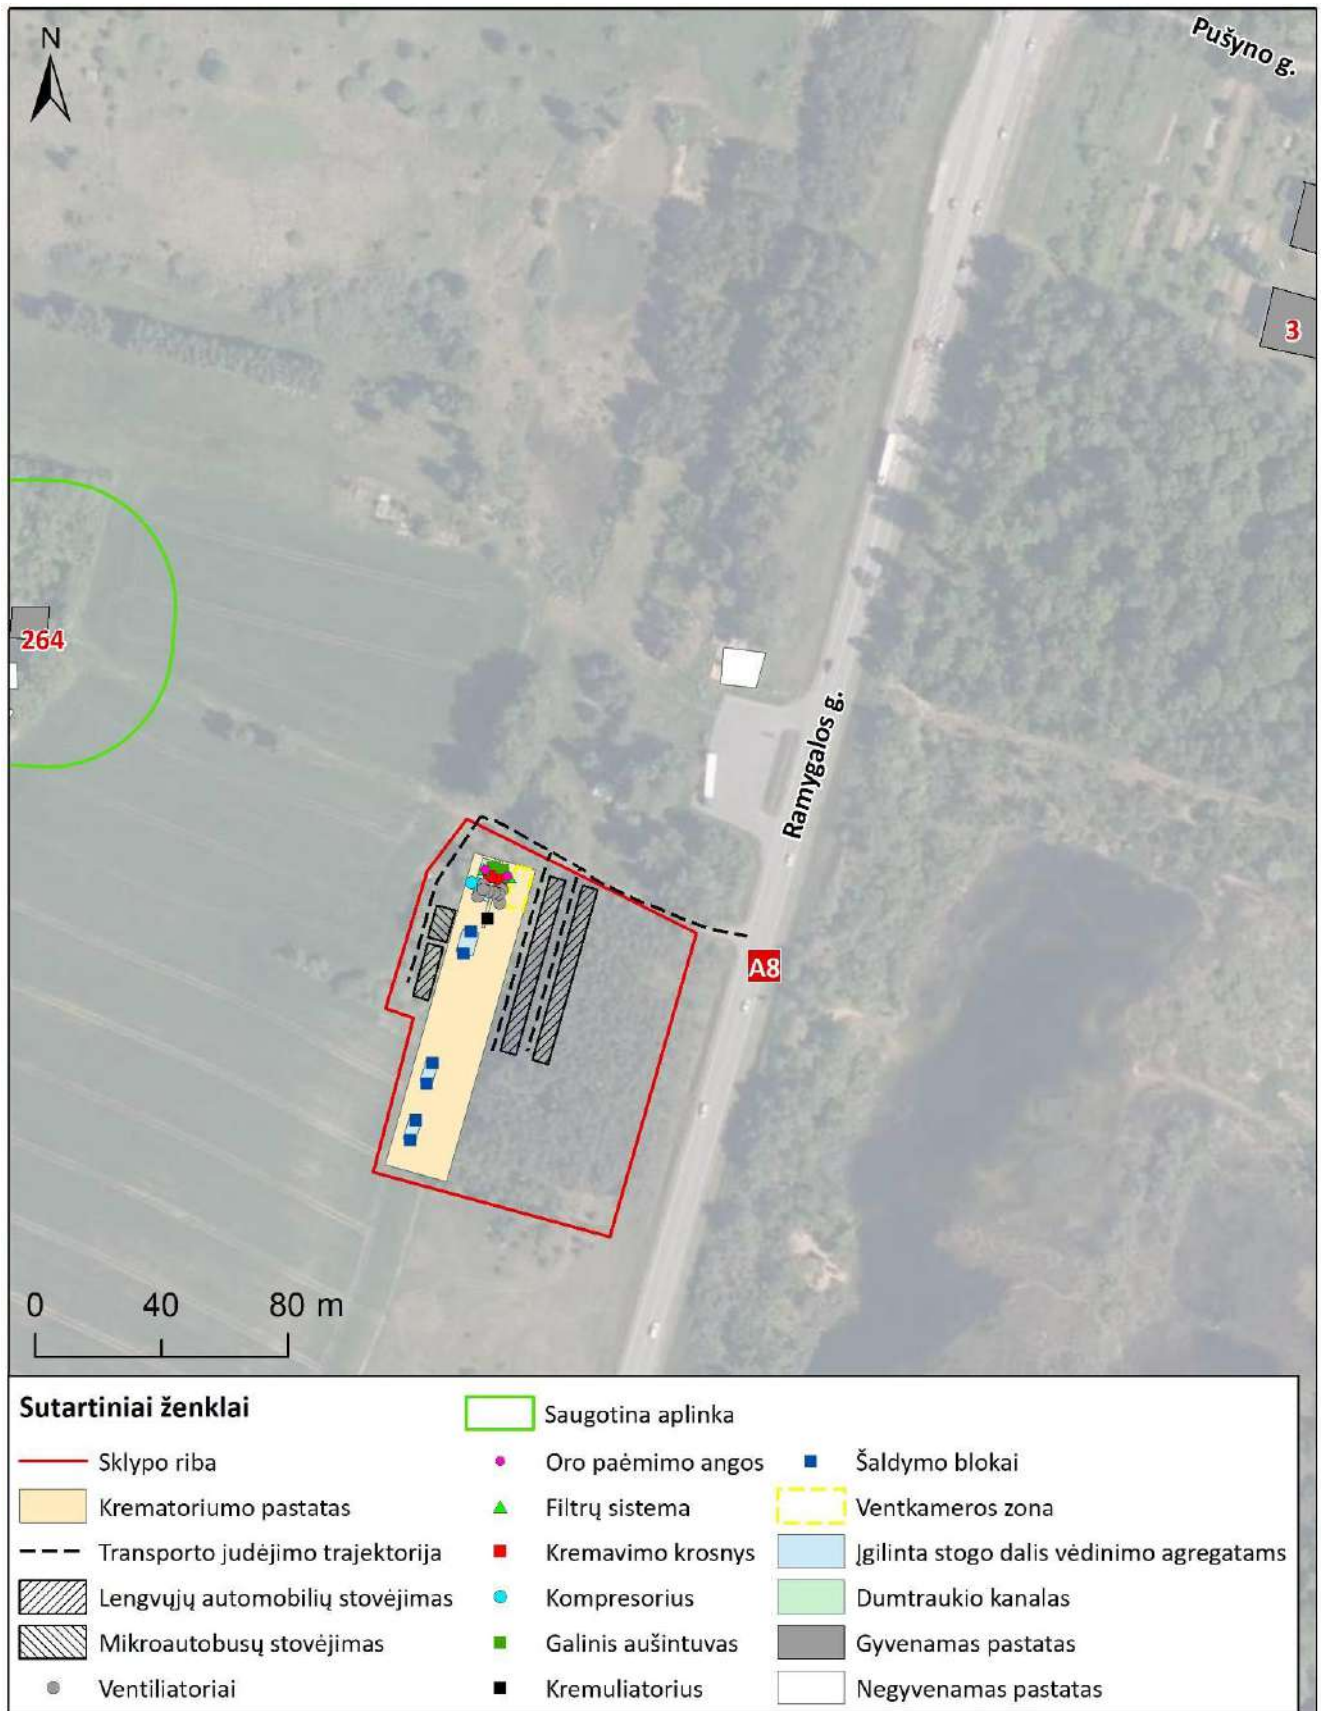 N
Pušyno g.
3
264
Ramygalos g.
A8
0 40 80 m
Sutartiniai ženklai
Sklypo riba
Krematoriumo pastatas
Transporto judėjimo trajektorija
Lengvųjų automobilių stovėjimas
Mikroautobusų stovėjimas
Ventiliatoriai
Saugotina aplinka
Oro paėmimo angos
Filtrų sistema
Kremavimo krosnys
Kompresorius
Galinis aušintuvas
Kremuliatorius
Šaldymo blokai
Ventkameros zona
Įgilinta stogo dalis vėdinimo agregatams
Dumtraukio kanalas
Gyvenamas pastatas
Negyvenamas pastatas